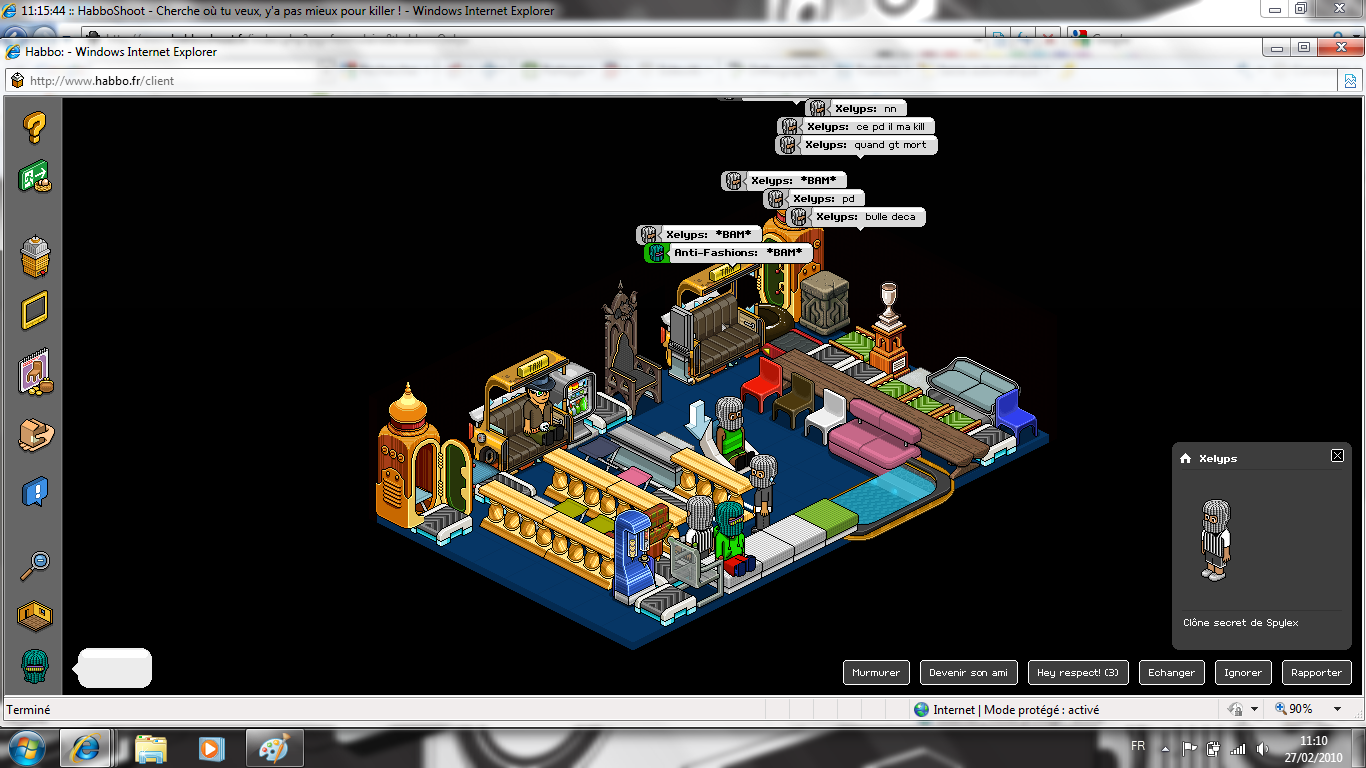 11:15:44 :: HabboShoot - Cherche où tu veux, y'a pas mieux pour killer ! - Windows Internet Explorer
Habbo: - Windows Internet Explorer
http://www.habbo.fr/client
Xelyps: nn
Xelyps: ce pd il ma kill
Xelyps: quand gt mort
Xelyps: *BAM*
Xelyps: pd
Xelyps: bulle deca
Xelyps: *BAM*
Anti-Fashions: *BAM*
TAXI
TAXI
Xelyps
Clône secret de Spylex
Murmurer
Devenir son ami
Hey respect! (3)
Echanger
Ignorer
Rapporter
Terminé
Internet | Mode protégé : activé
90%
FR
11:10
27/02/2010